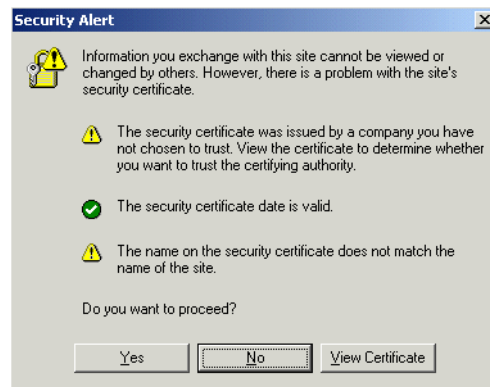 Security Alert
Information you exchange with this site cannot be viewed or
changed by others. However, there is a problem with the site's
security certificate.
The security certificate was issued by a company you have
not chosen to trust. View the certificate to determine whether
you want to trust the certifying authority.
The security certificate date is valid.
The name on the security certificate does not match the
name of the site.
Do you want to proceed?
Yes No View Certificate